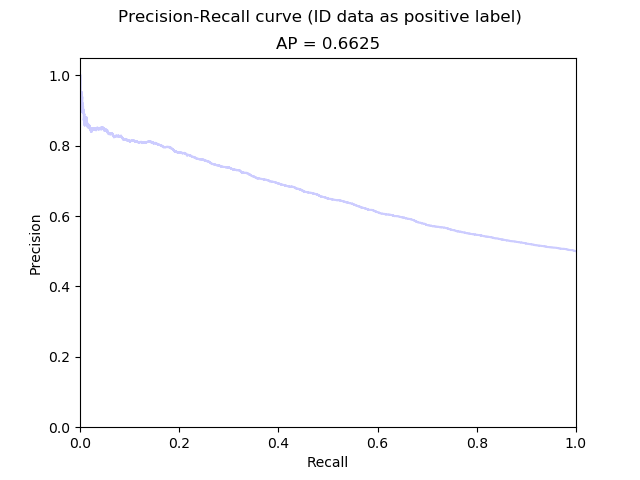 Precision-Recall curve (ID data as positive label)
AP = 0.6625
1.0
0.8
0.6
0.4
0.2
0.0
Precision
0.0 0.2 0.4 0.6 0.8 1.0
Recall